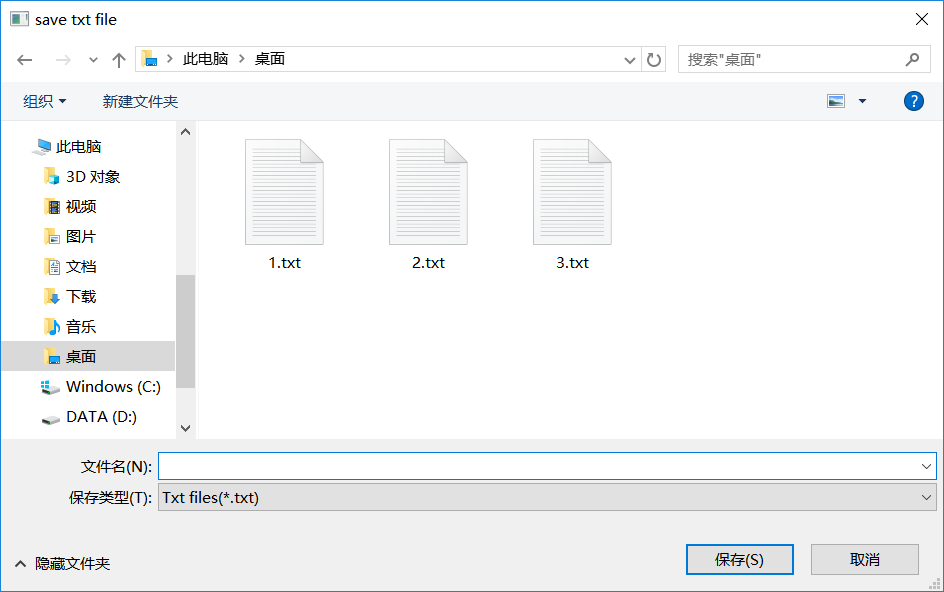 save txt file
此电脑 桌面
搜索"桌面"
组织 新建文件夹
?
此电脑
3D 对象
视频
图片
文档
下载
音乐
桌面
Windows (C:)
DATA (D:)
1.txt 2.txt 3.txt
文件名(N):
保存类型(T): Txt files(*.txt)
隐藏文件夹 保存(S) 取消